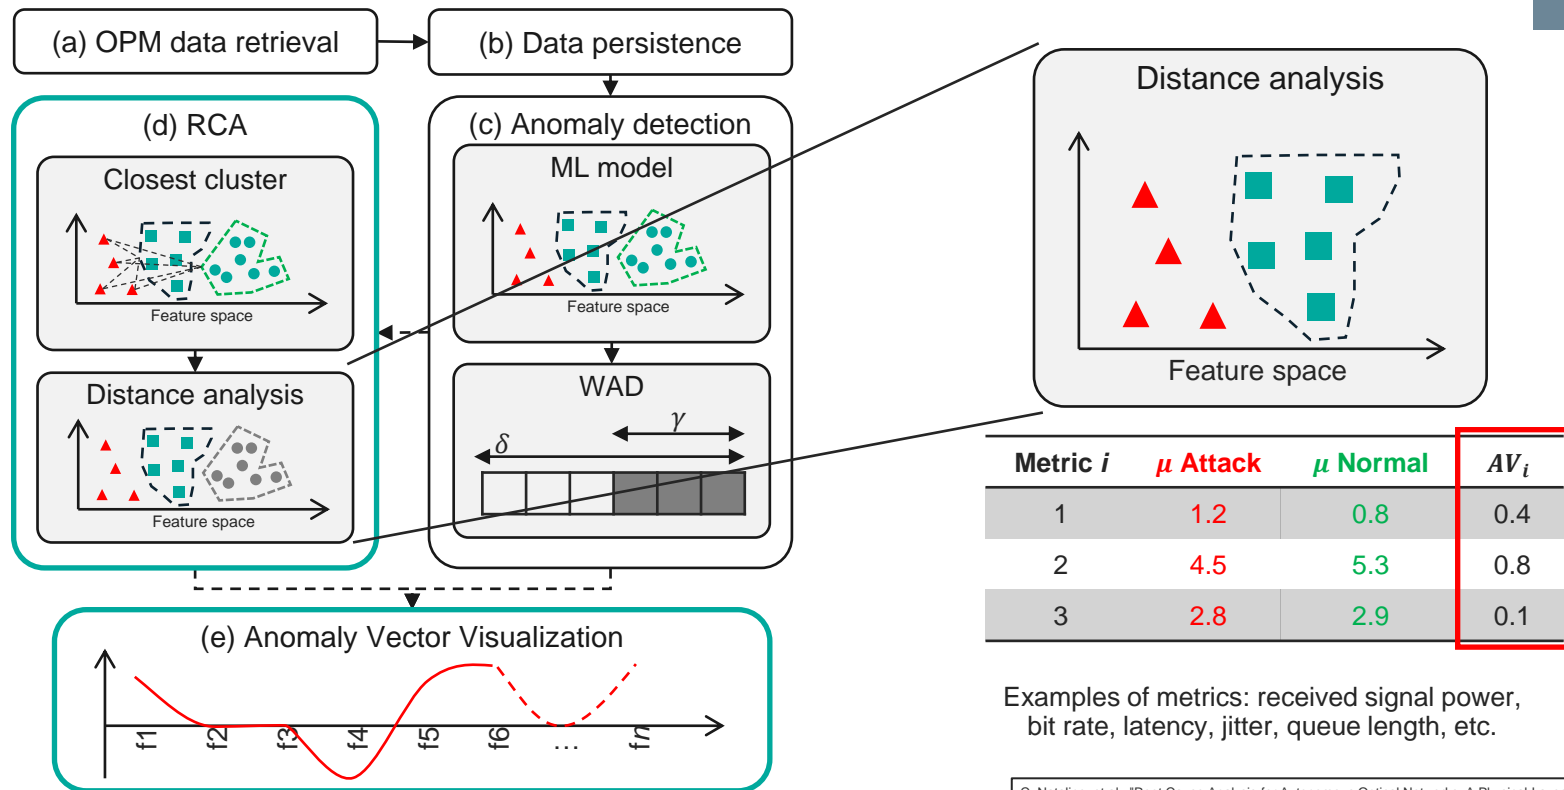 (a) OPM data retrieval
(b) Data persistence
(d) RCA
Closest cluster
Feature space
Distance analysis
Feature space
(c) Anomaly detection
ML model
Feature space
WAD
γ
δ
(e) Anomaly Vector Visualization
f1 f2 f3 f4 f5 f6 ... fn
Distance analysis
Feature space
Metric i μ Attack μ Normal AVᵢ
1 1.2 0.8 0.4
2 4.5 5.3 0.8
3 2.8 2.9 0.1
Examples of metrics: received signal power,
bit rate, latency, jitter, queue length, etc.